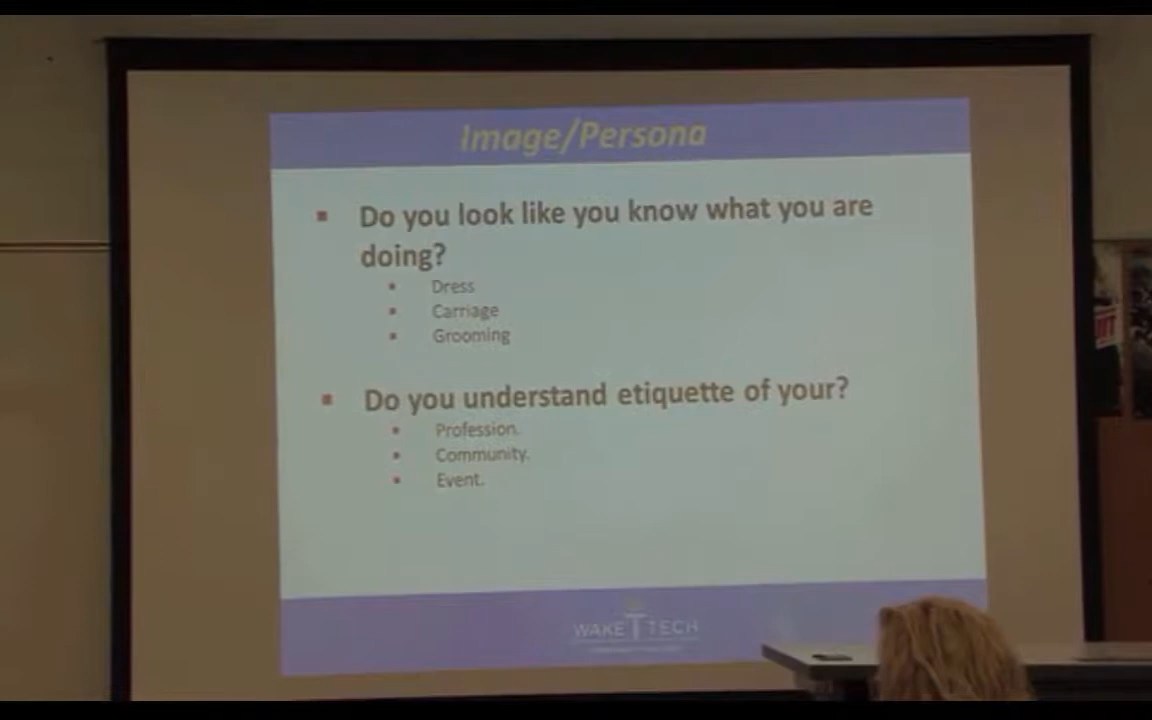 Image/Persona
Do you look like you know what you are
doing?
Dress
Carriage
Grooming
Do you understand etiquette of your?
Profession.
Community.
Event.
WAKE TECH